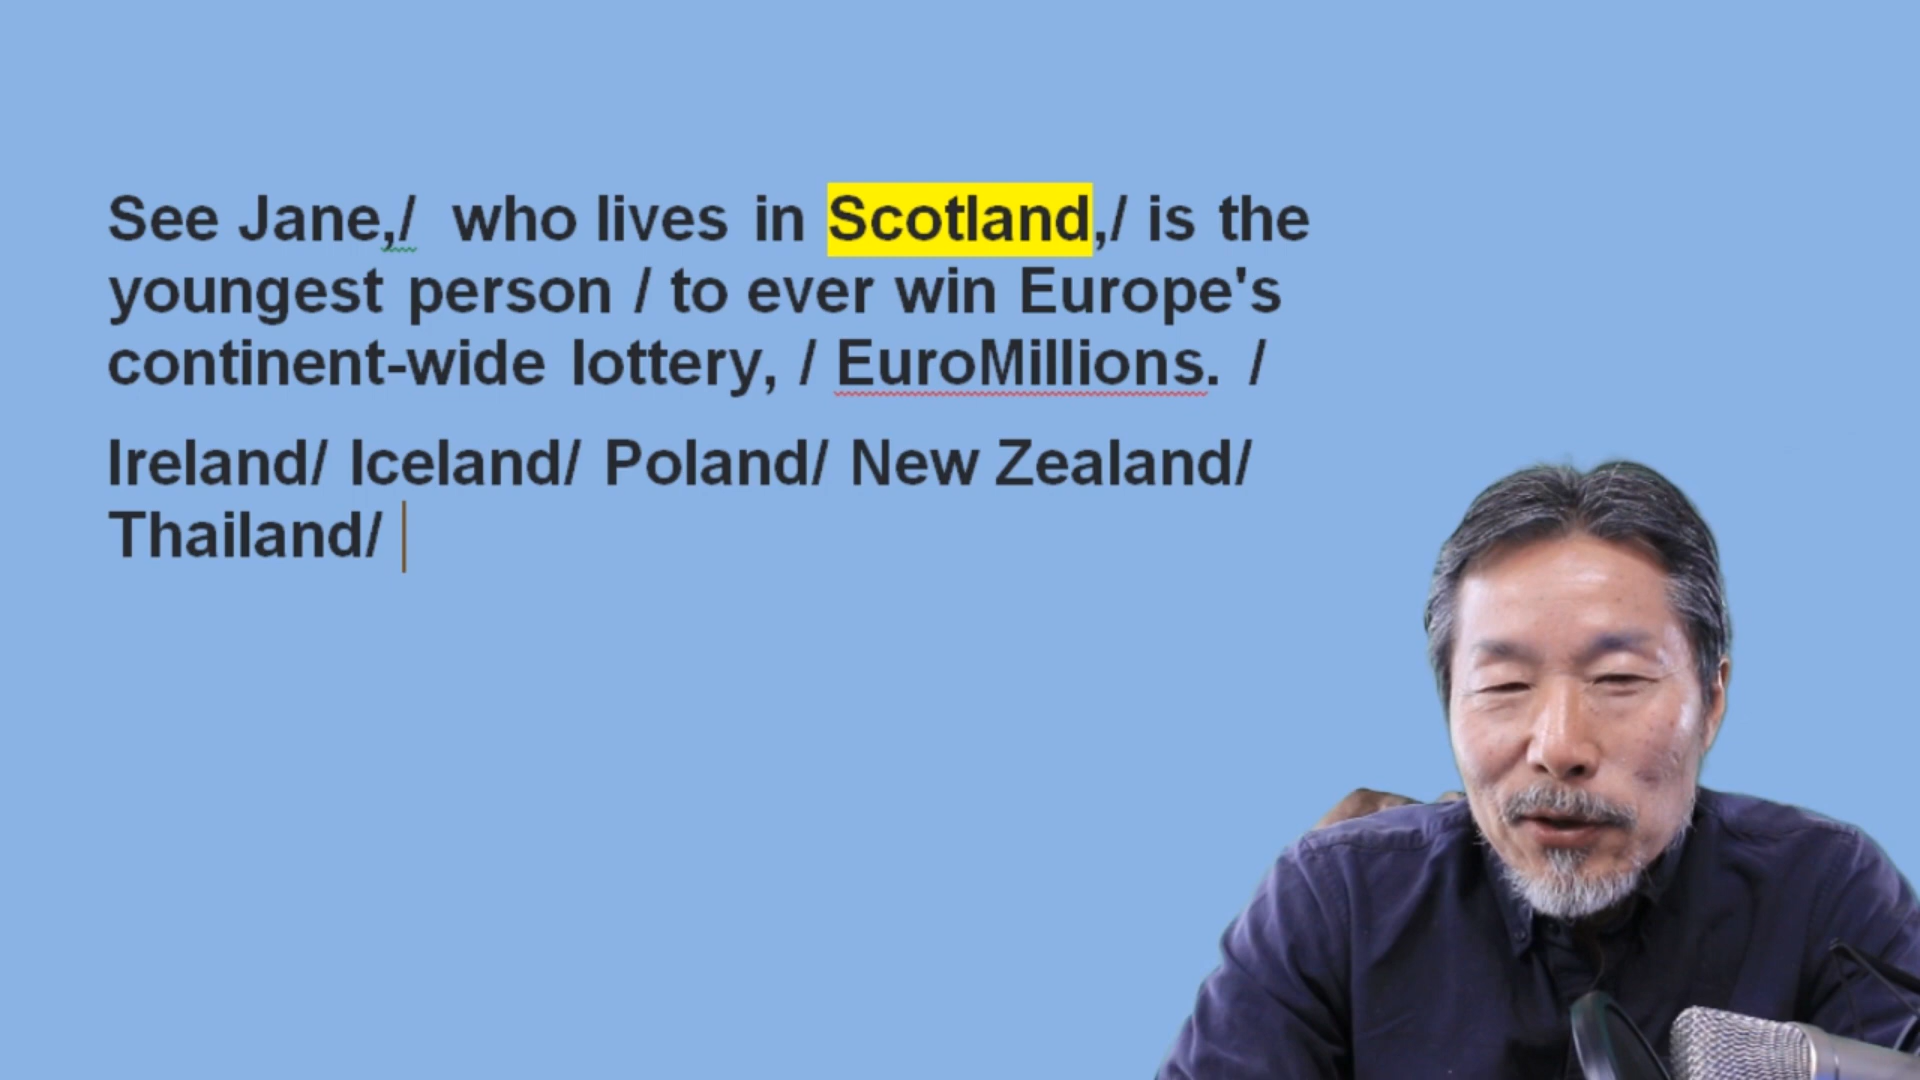 See Jane,/  who lives in Scotland,/ is the
youngest person / to ever win Europe's
continent-wide lottery, / EuroMillions. /
Ireland/ Iceland/ Poland/ New Zealand/
Thailand/